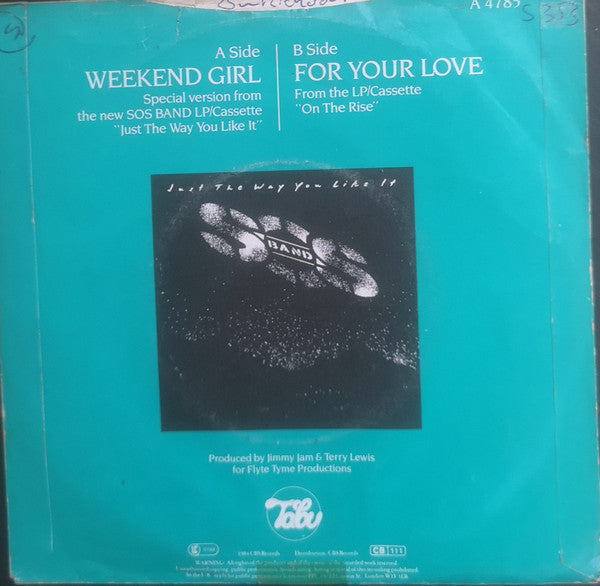 A 4785
S 353
A Side
WEEKEND GIRL
Special version from
the new SOS BAND LP/Cassette
"Just The Way You Like It"
B Side
FOR YOUR LOVE
From the LP/Cassette
"On The Rise"
Just The Way You Like It
BAND
Produced by Jimmy Jam & Terry Lewis
for Flyte Tyme Productions
Tabu
1984 CBS Records
Distribution: CBS Records
CB 111
WARNING: